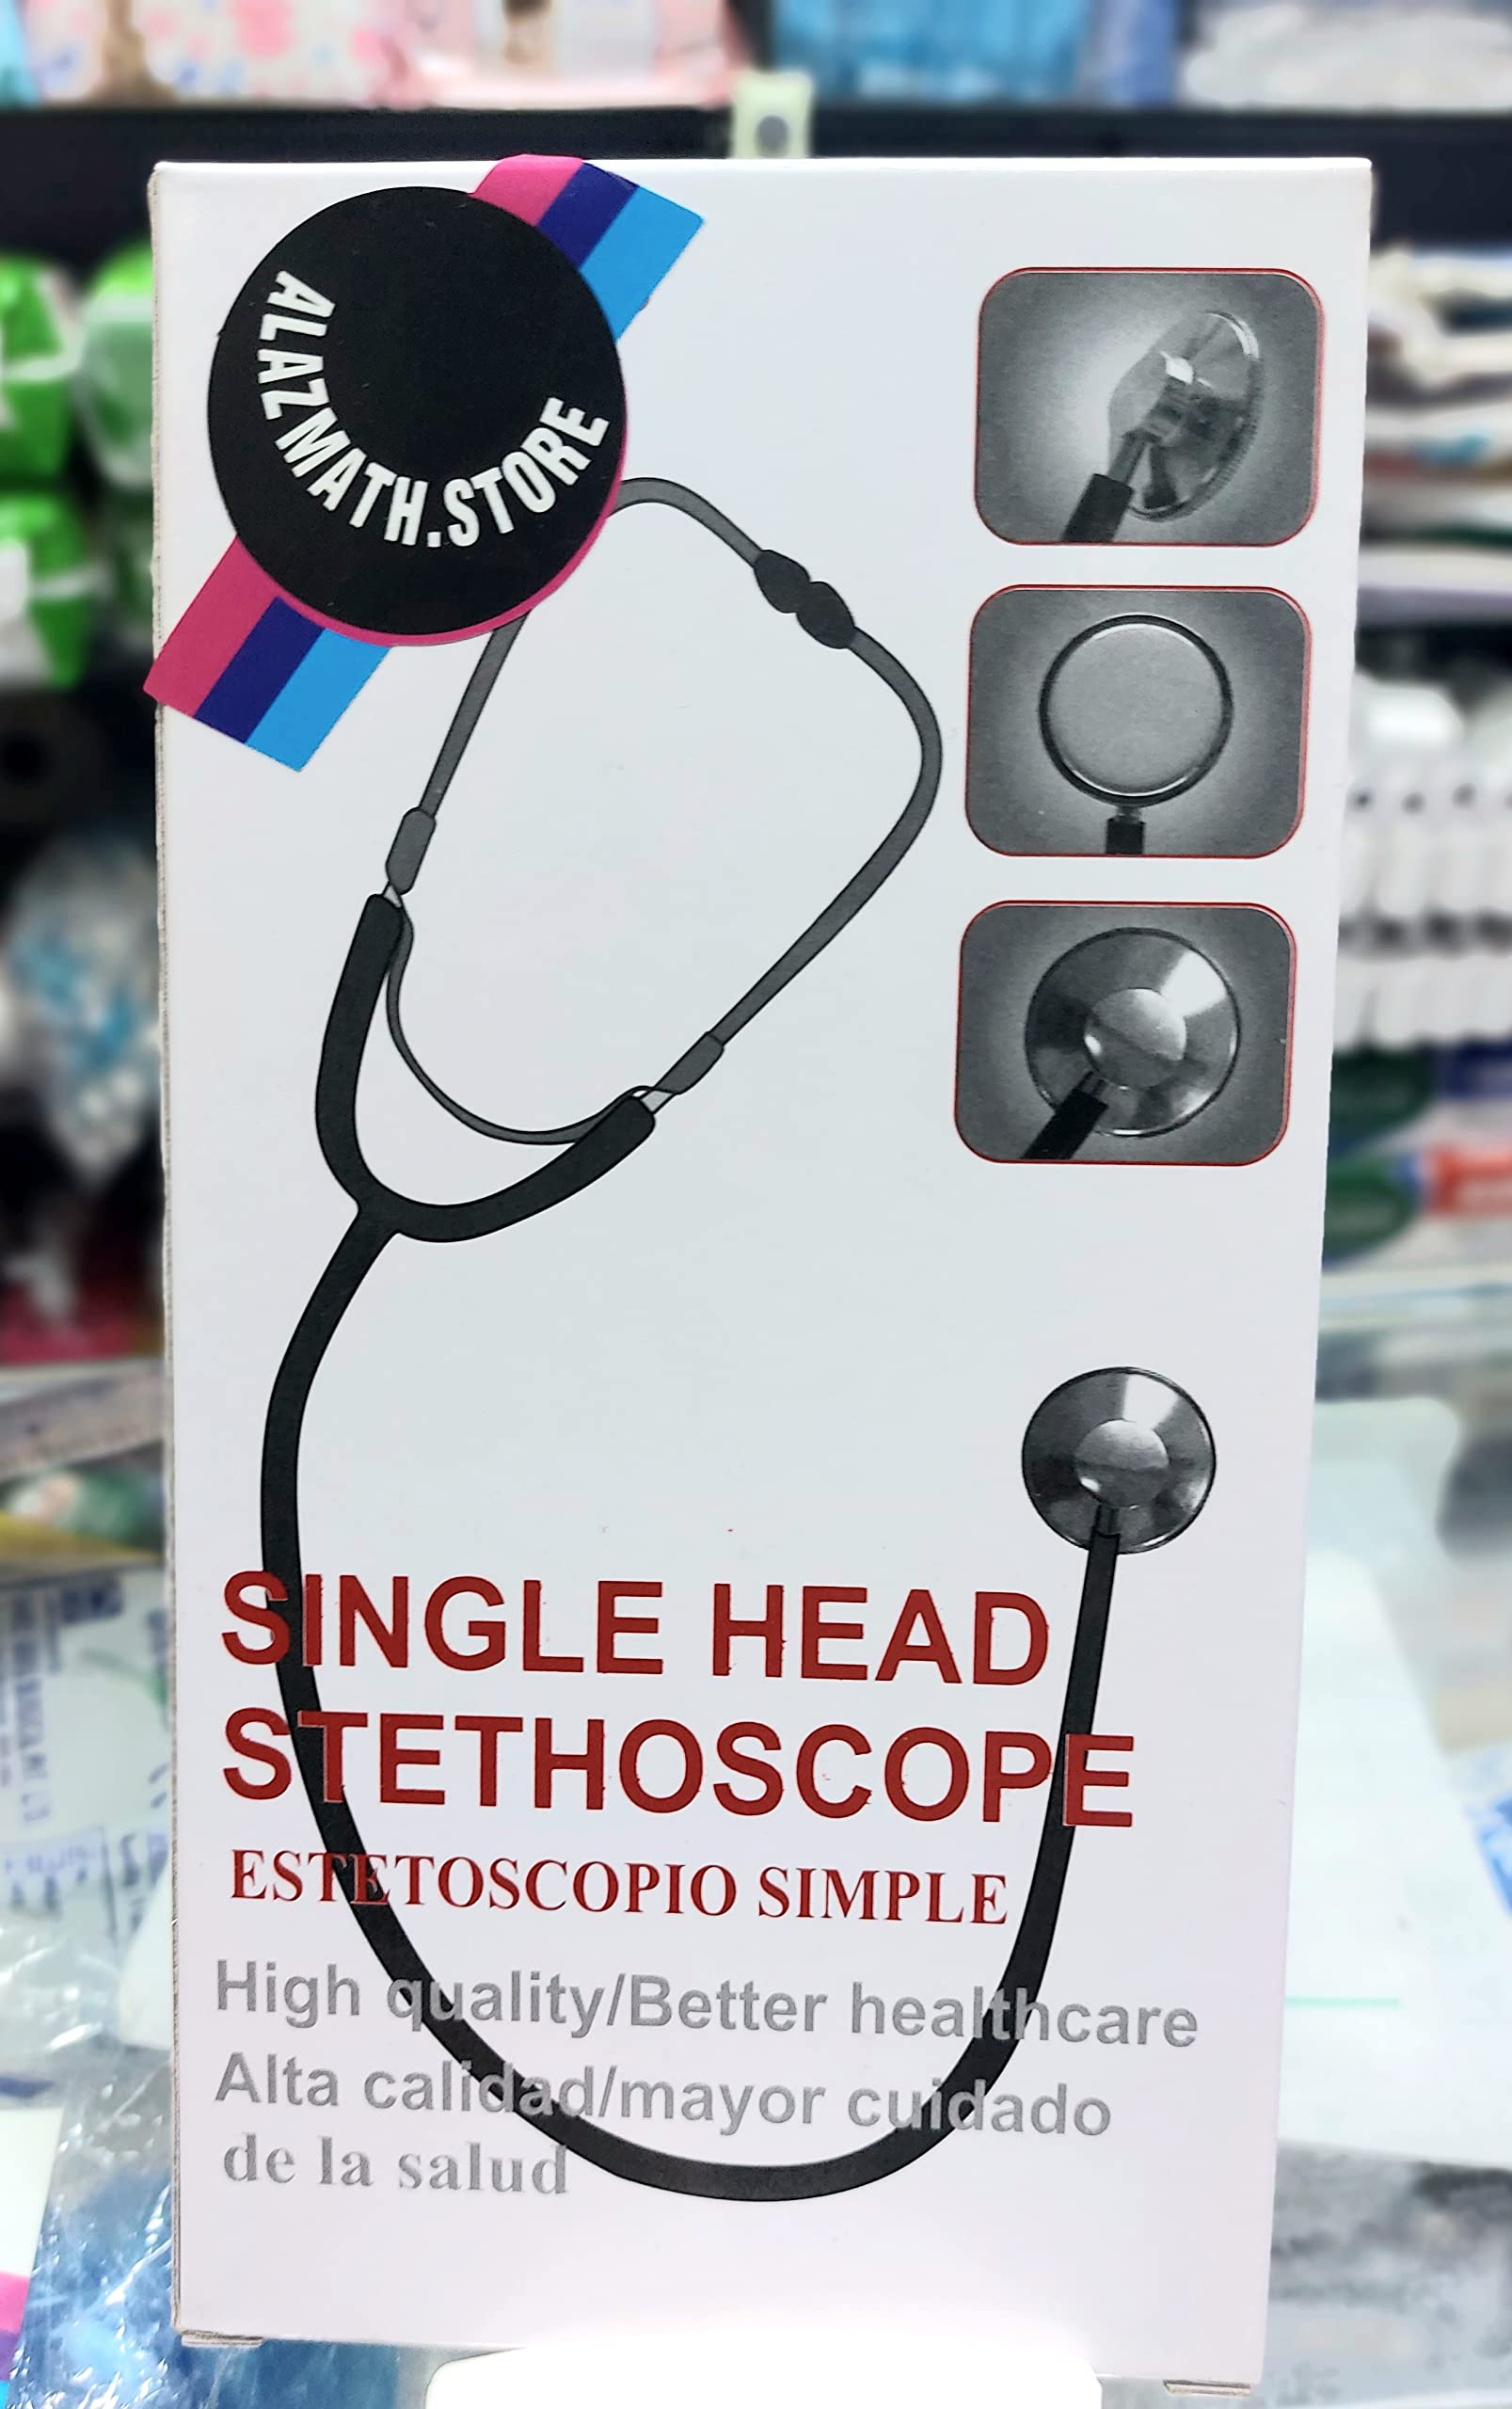 ALAZMATH.STORE
SINGLE HEAD
STETHOSCOPE
ESTETOSCOPIO SIMPLE
High quality/Better healthcare
Alta calidad/mayor cuidado
de la salud